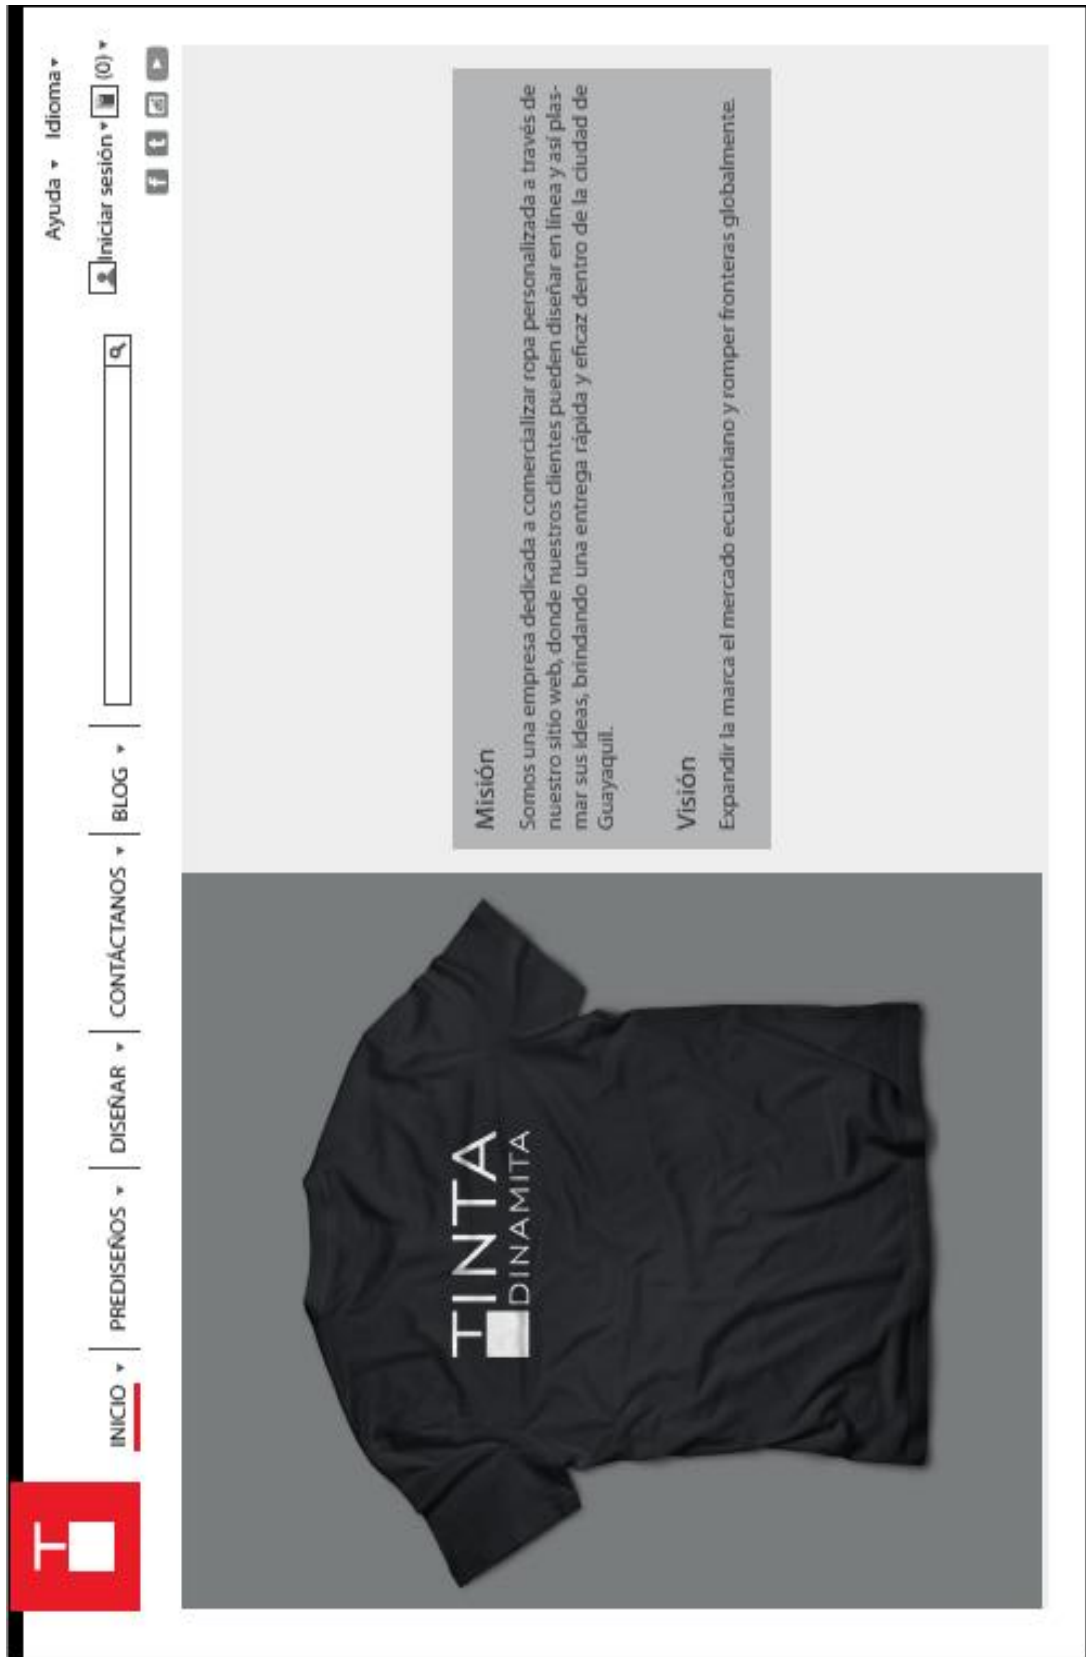 Ayuda Idioma
Iniciar sesión (0)
T
INICIO PREDISEÑOS DISEÑAR CONTÁCTANOS BLOG
f t
TINTA
DINAMITA
Misión
Somos una empresa dedicada a comercializar ropa personalizada a través de
nuestro sitio web, donde nuestros clientes pueden diseñar en línea y así plas-
mar sus ideas, brindando una entrega rápida y eficaz dentro de la ciudad de
Guayaquil.
Visión
Expandir la marca el mercado ecuatoriano y romper fronteras globalmente.